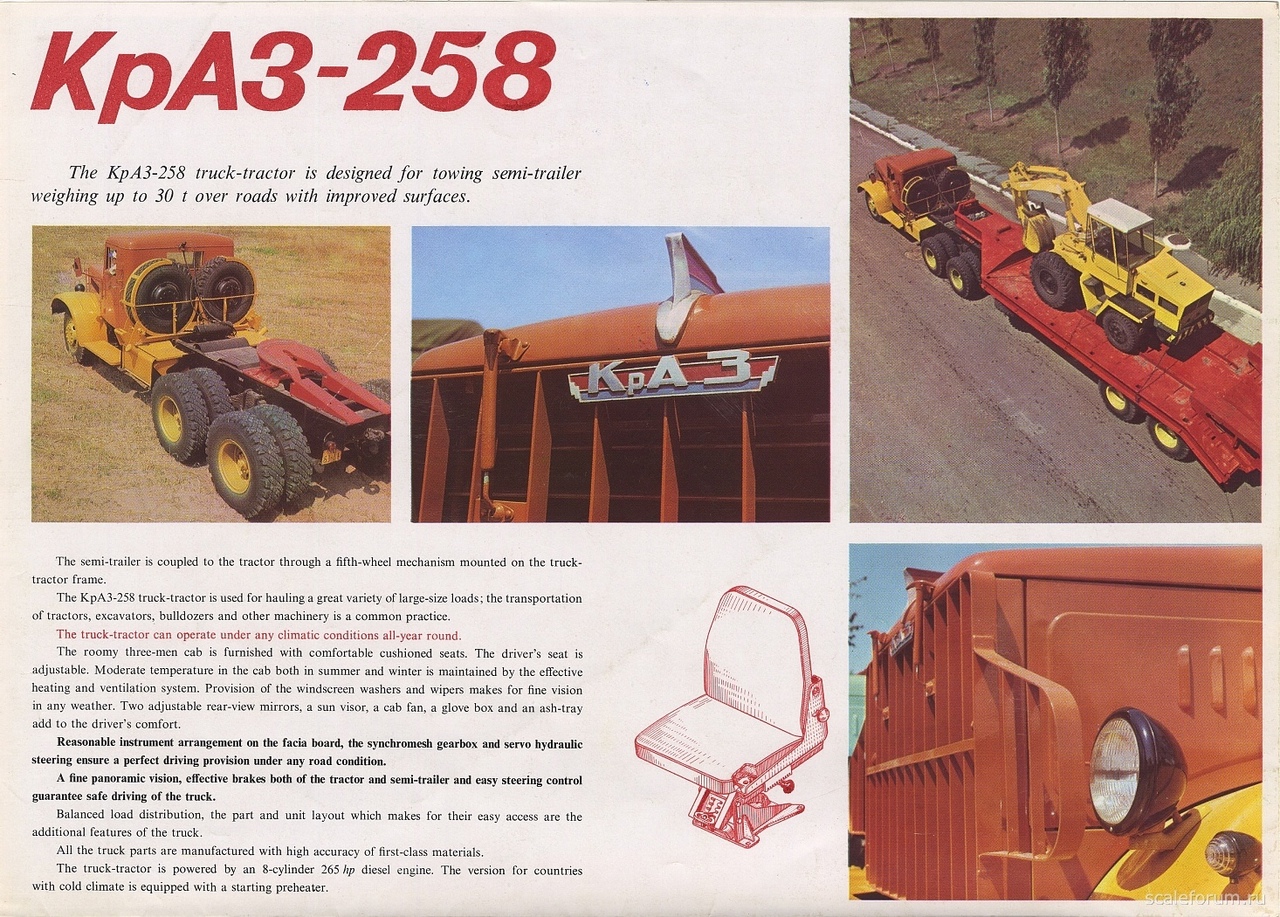 КрАЗ-258
The КрАЗ-258 truck-tractor is designed for towing semi-trailer
weighing up to 30 t over roads with improved surfaces.
КрАЗ
The semi-trailer is coupled to the tractor through a fifth-wheel mechanism mounted on the truck-
tractor frame.
The КрАЗ-258 truck-tractor is used for hauling a great variety of large-size loads; the transportation
of tractors, excavators, bulldozers and other machinery is a common practice.
The truck-tractor can operate under any climatic conditions all-year round.
The roomy three-men cab is furnished with comfortable cushioned seats. The driver's seat is
adjustable. Moderate temperature in the cab both in summer and winter is maintained by the effective
heating and ventilation system. Provision of the windscreen washers and wipers makes for fine vision
in any weather. Two adjustable rear-view mirrors, a sun visor, a cab fan, a glove box and an ash-tray
add to the driver's comfort.
Reasonable instrument arrangement on the facia board, the synchromesh gearbox and servo hydraulic
steering ensure a perfect driving provision under any road condition.
A fine panoramic vision, effective brakes both of the tractor and semi-trailer and easy steering control
guarantee safe driving of the truck.
Balanced load distribution, the part and unit layout which makes for their easy access are the
additional features of the truck.
All the truck parts are manufactured with high accuracy of first-class materials.
The truck-tractor is powered by an 8-cylinder 265 hp diesel engine. The version for countries
with cold climate is equipped with a starting preheater.
scaleforum.ru